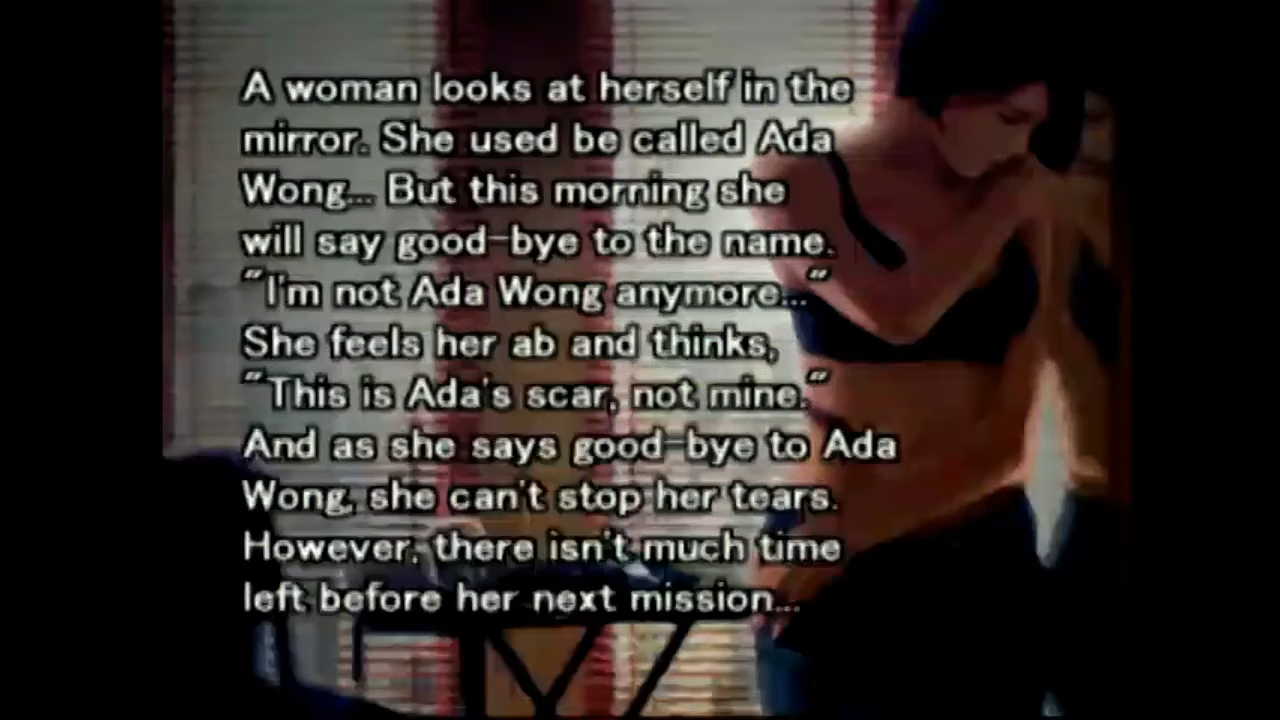 A woman looks at herself in the
mirror. She used be called Ada
Wong... But this morning she
will say good-bye to the name.
"I'm not Ada Wong anymore..."
She feels her ab and thinks,
"This is Ada's scar, not mine."
And as she says good-bye to Ada
Wong, she can't stop her tears.
However, there isn't much time
left before her next mission...